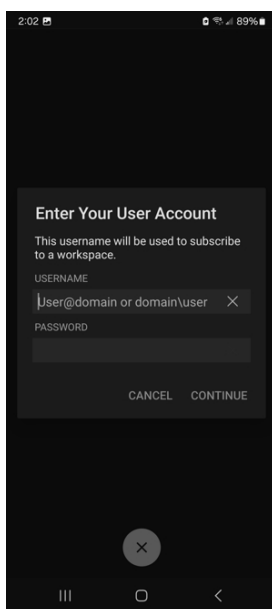 2:02 89%
Enter Your User Account
This username will be used to subscribe
to a workspace.
USERNAME
User@domain or domain\user
PASSWORD
CANCEL CONTINUE